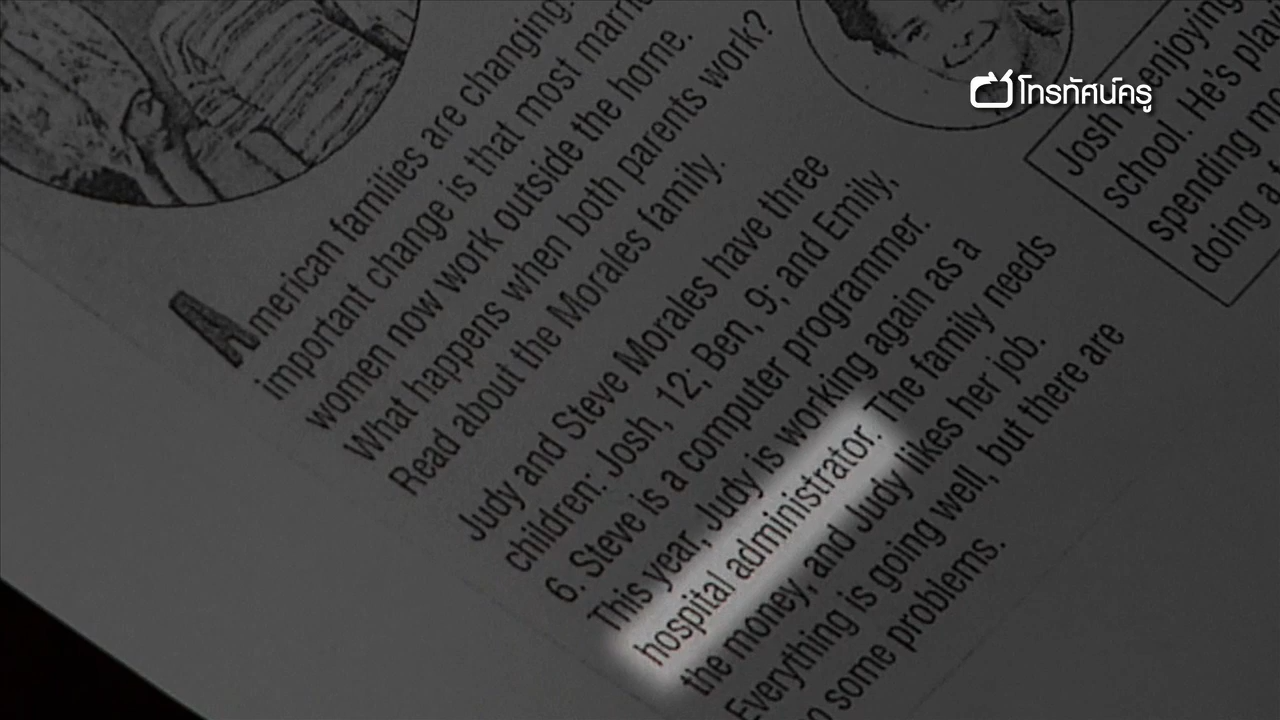 โทรทัศน์ครู
American families are changing.
important change is that most
women now work outside the home.
What happens when both parents work?
Read about the Morales family.
Judy and Steve Morales have three
children: Josh, 12; Ben, 9; and Emily,
6. Steve is a computer programmer.
This year, Judy is working again as a
hospital administrator. The family needs
the money, and Judy likes her job.
Everything is going well, but there are
some problems.
Josh enjoying
school. He's
spending
doing a